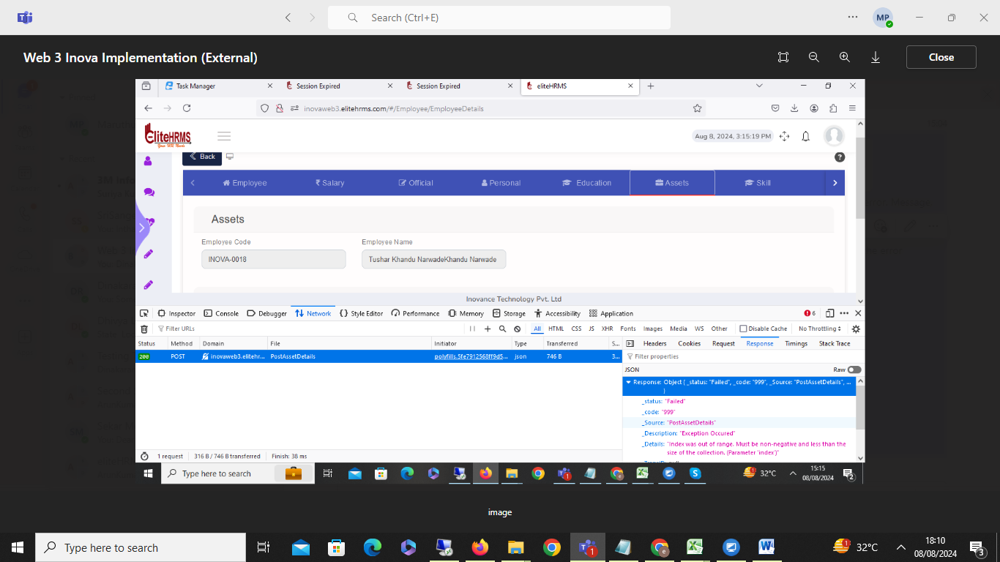 Search (Ctrl+E)
MP
Web 3 Inova Implementation (External)
Close
Task Manager
Session Expired
Session Expired
eliteHRMS
inovaweb3.elitehrms.com/#/Employee/EmployeeDetails
EliteHRMS
Your HR Needs
Aug 8, 2024, 3:15:19 PM
Back
Employee
₹ Salary
Official
Personal
Education
Assets
Skill
Assets
Employee Code
Employee Name
INOVA-0018
Tushar Khandu NarwadeKhandu Narwade
Inovance Technology Pvt. Ltd
Inspector
Console
Debugger
Network
Style Editor
Performance
Memory
Storage
Accessibility
Application
6
Filter URLs
All HTML CSS JS XHR Fonts Images Media WS Other
Disable Cache
No Throttling
Status Method Domain File Initiator Type Transferred S...
200 POST inovaweb3.elitehr... PostAssetDetails polyfills.5fe7912568ff9d5... json 746 B 3...
Headers Cookies Request Response Timings Stack Trace
Filter properties
JSON
Raw
Response: Object { _status: "Failed", _code: "999", _Source: "PostAssetDetails", ...
}
_status: "Failed"
_code: "999"
_Source: "PostAssetDetails"
_Description: "Exception Occured"
_Details: "Index was out of range. Must be non-negative and less than the
size of the collection. (Parameter 'index')"
1 request
316 B / 746 B transferred
Finish: 38 ms
Type here to search
1
32°C
15:15
08/08/2024
2
image
Type here to search
1
1
32°C
18:10
08/08/2024
3